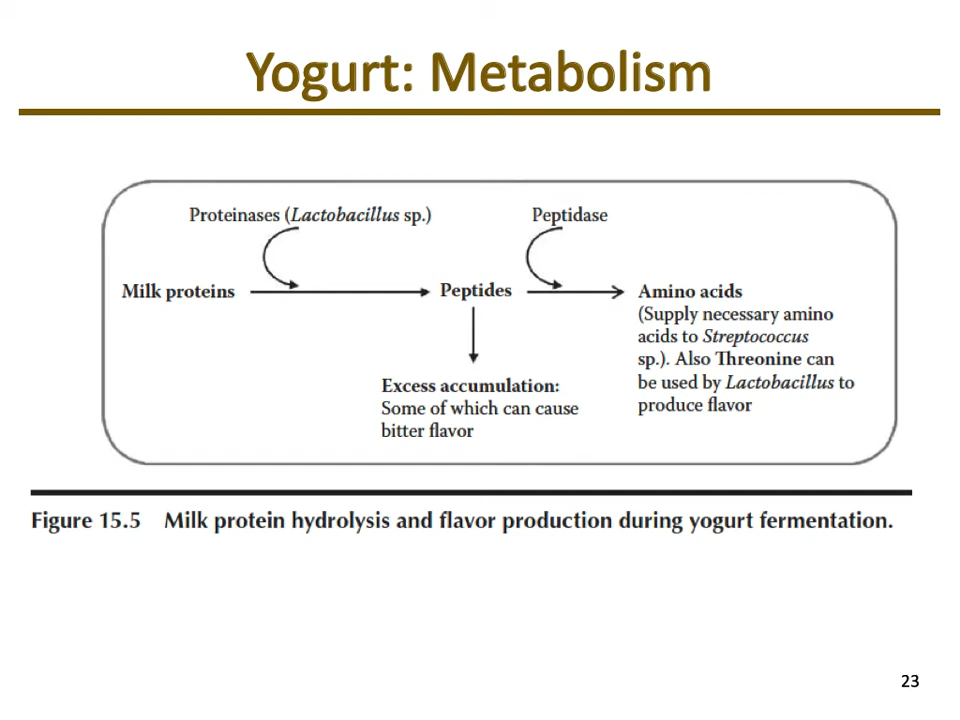 Yogurt: Metabolism
Proteinases (Lactobacillus sp.)
Peptidase
Milk proteins
Peptides
Amino acids
(Supply necessary amino
acids to Streptococcus
sp.). Also Threonine can
be used by Lactobacillus to
produce flavor
Excess accumulation:
Some of which can cause
bitter flavor
Figure 15.5 Milk protein hydrolysis and flavor production during yogurt fermentation.
23